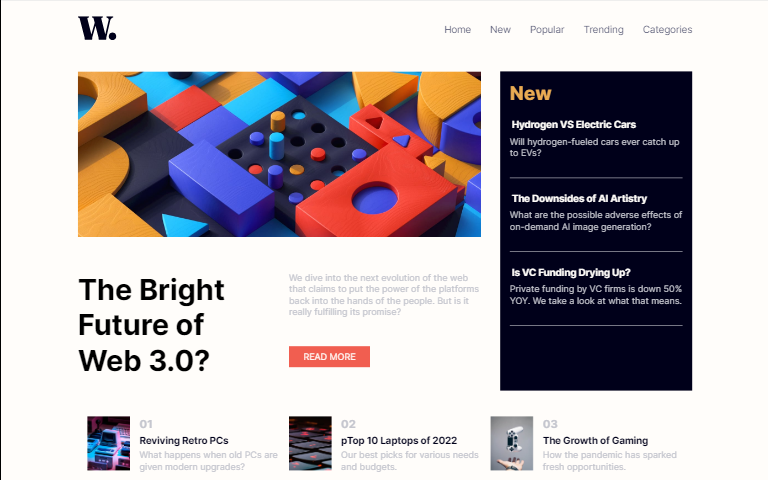 W.
Home New Popular Trending Categories
New
Hydrogen VS Electric Cars
Will hydrogen-fueled cars ever catch up
to EVs?
The Downsides of AI Artistry
What are the possible adverse effects of
on-demand AI image generation?
Is VC Funding Drying Up?
Private funding by VC firms is down 50%
YOY. We take a look at what that means.
The Bright
Future of
Web 3.0?
We dive into the next evolution of the web
that claims to put the power of the platforms
back into the hands of the people. But is it
really fulfilling its promise?
READ MORE
01
Reviving Retro PCs
What happens when old PCs are
given modern upgrades?
02
pTop 10 Laptops of 2022
Our best picks for various needs
and budgets.
03
The Growth of Gaming
How the pandemic has sparked
fresh opportunities.